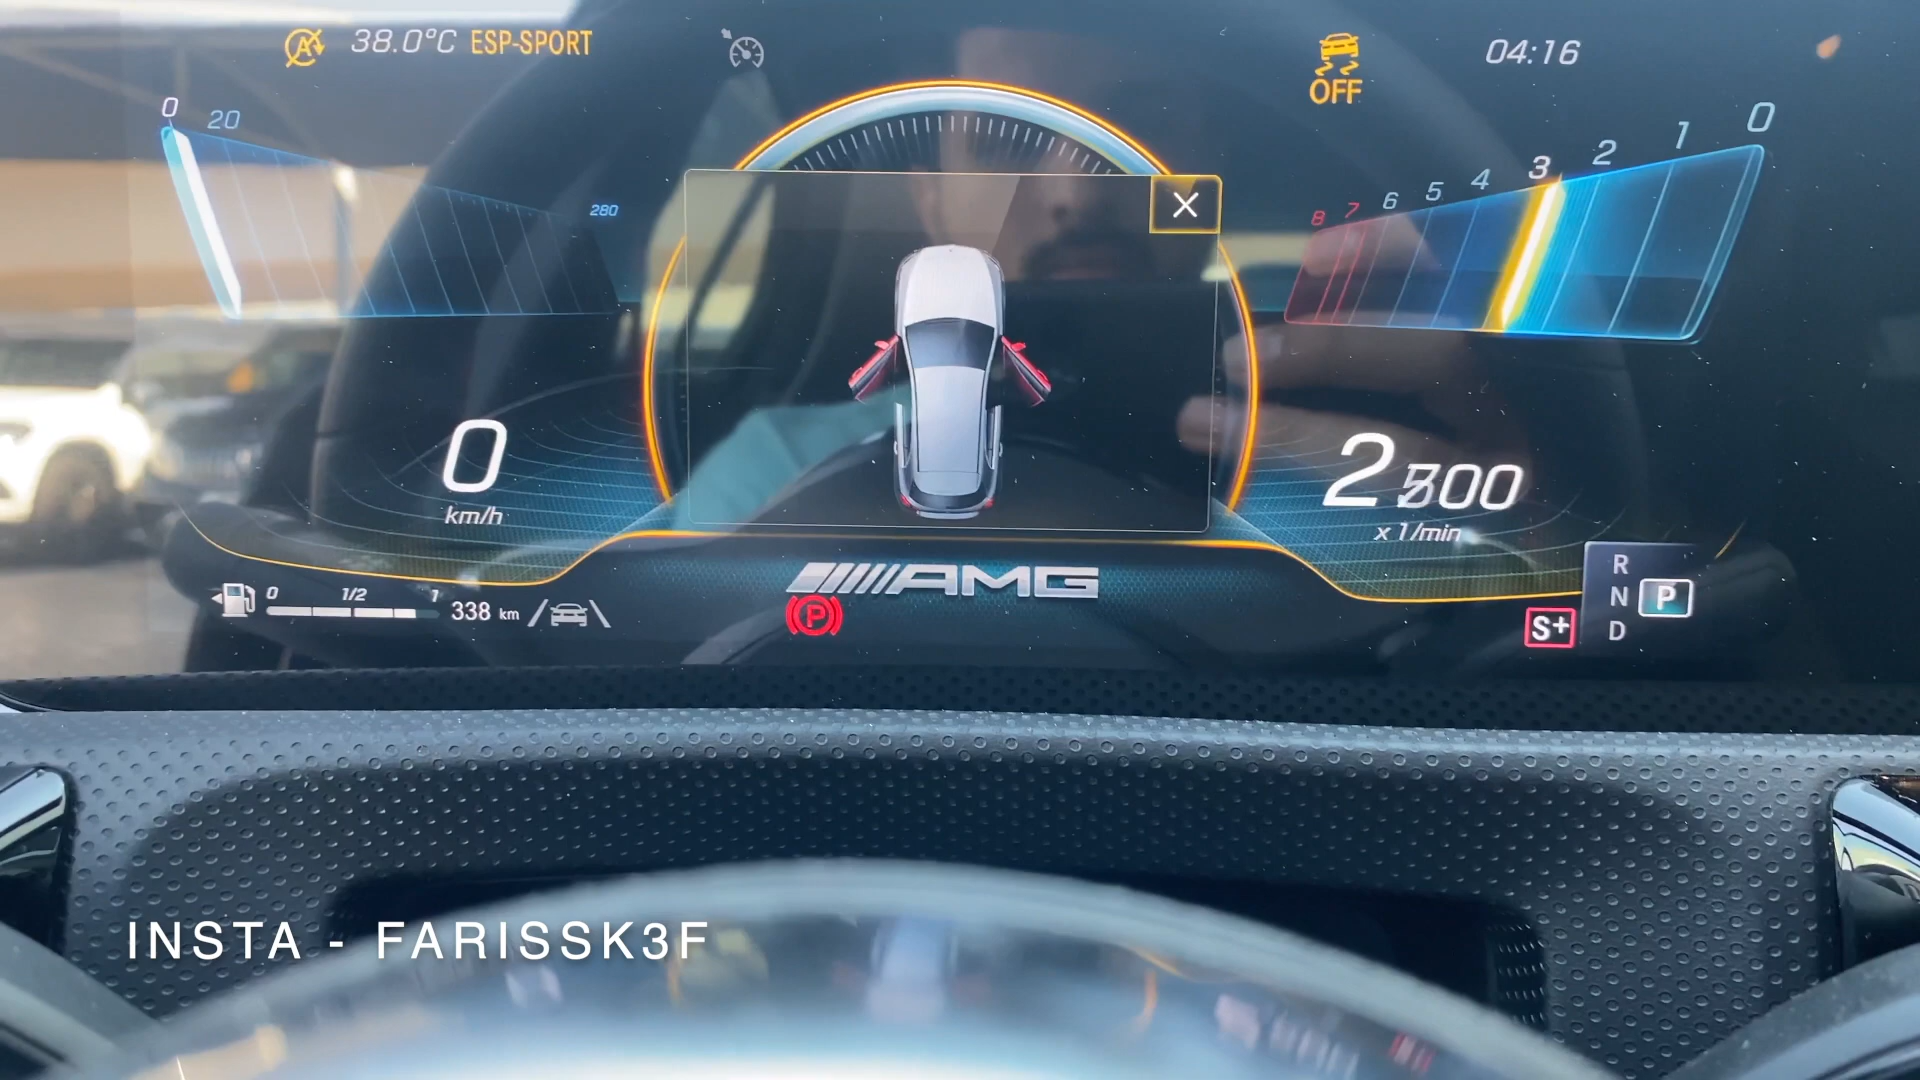 38.0°C ESP-SPORT
OFF
04:16
0 20 280
8 7 6 5 4 3 2 1 0
0
km/h
x 1/min
AMG
0 1/2 1 338 km
P
R
N P
D
S+
INSTA - FARISSK3F